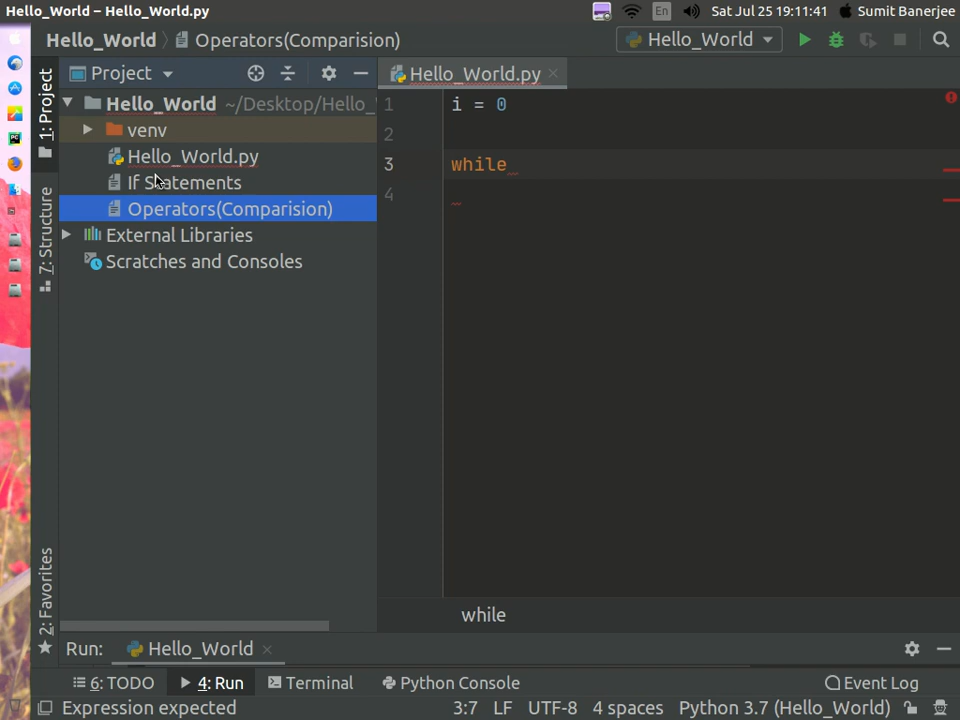 Hello_World – Hello_World.py
En
Sat Jul 25 19:11:41
Sumit Banerjee
Hello_World
Operators(Comparision)
Hello_World
Project
Hello_World.py
1: Project
7: Structure
2: Favorites
Hello_World ~/Desktop/Hello_
venv
Hello_World.py
If Statements
Operators(Comparision)
External Libraries
Scratches and Consoles
1 i = 0
2
3 while
4
while
Run: Hello_World
6: TODO
4: Run
Terminal
Python Console
Event Log
Expression expected
3:7 LF UTF-8 4 spaces Python 3.7 (Hello_World)